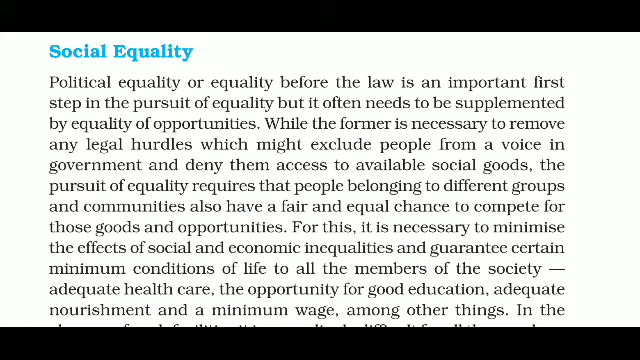 Social Equality
Political equality or equality before the law is an important first
step in the pursuit of equality but it often needs to be supplemented
by equality of opportunities. While the former is necessary to remove
any legal hurdles which might exclude people from a voice in
government and deny them access to available social goods, the
pursuit of equality requires that people belonging to different groups
and communities also have a fair and equal chance to compete for
those goods and opportunities. For this, it is necessary to minimise
the effects of social and economic inequalities and guarantee certain
minimum conditions of life to all the members of the society —
adequate health care, the opportunity for good education, adequate
nourishment and a minimum wage, among other things. In the